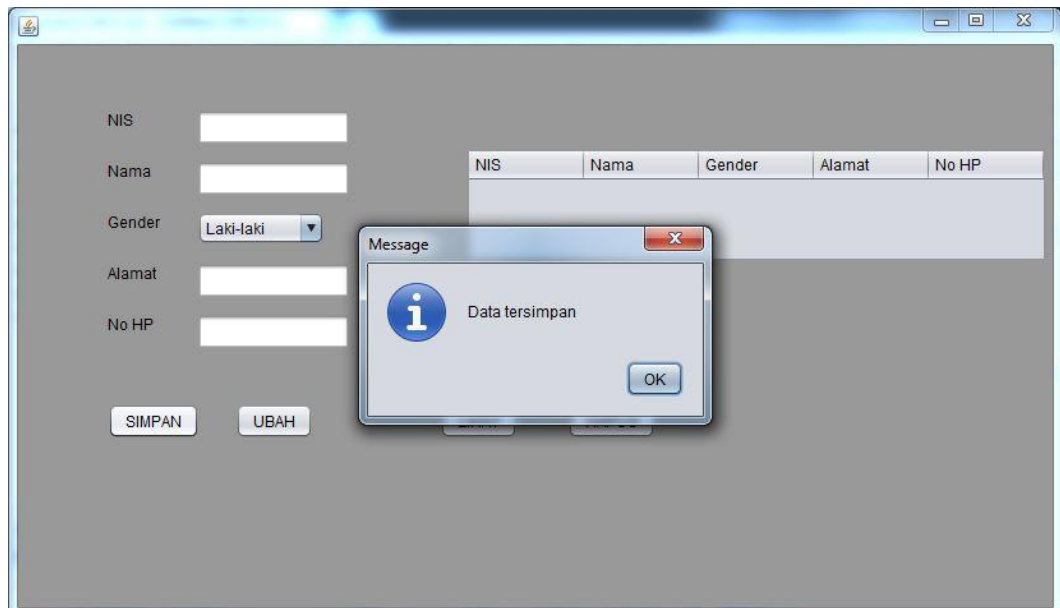 NIS
Nama
Gender Laki-laki
Alamat
No HP
SIMPAN UBAH
NIS Nama Gender Alamat No HP
Message
Data tersimpan
OK